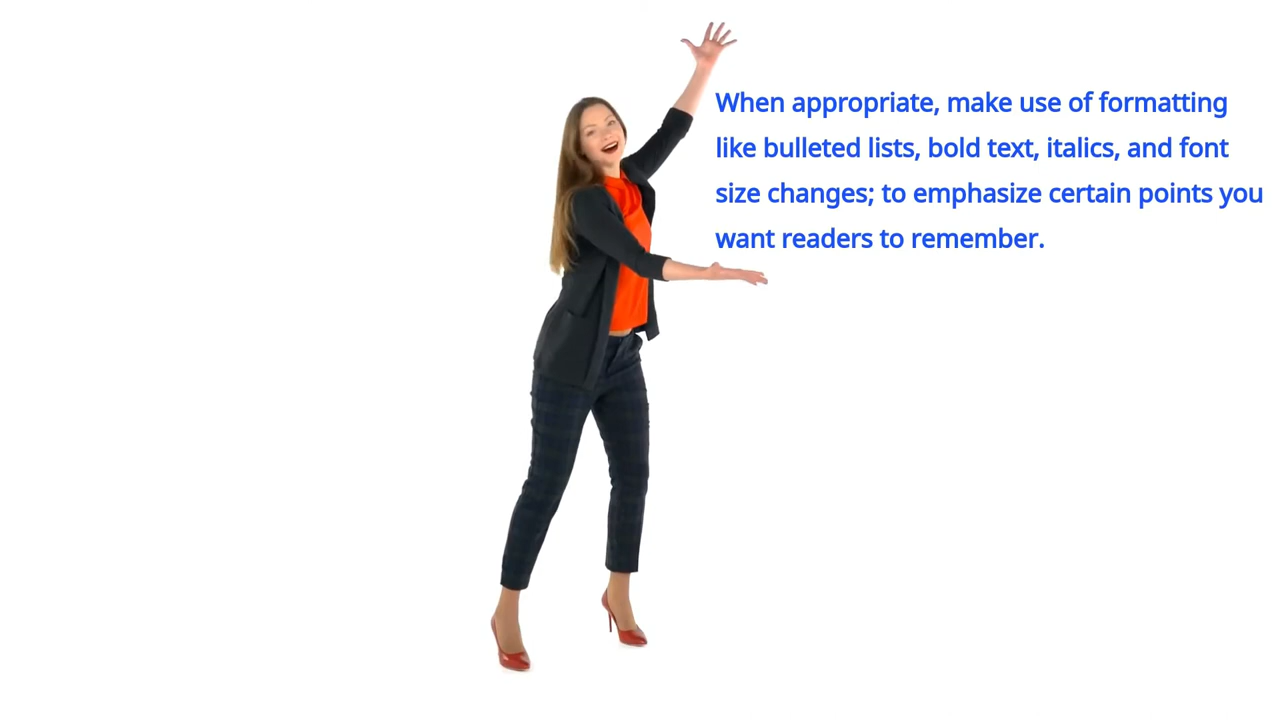 When appropriate, make use of formatting
like bulleted lists, bold text, italics, and font
size changes; to emphasize certain points you
want readers to remember.